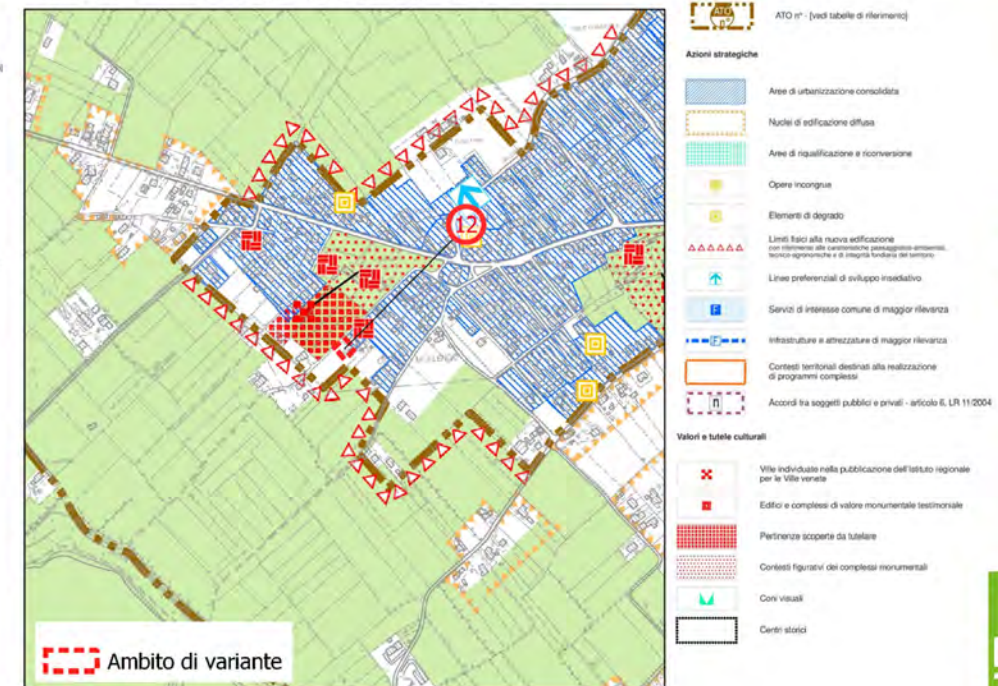 ATO
n°
ATO n° - [vedi tabelle di riferimento]
Azioni strategiche
Aree di urbanizzazione consolidata
Nuclei di edificazione diffusa
Aree di riqualificazione e riconversione
Opere incongrue
Elementi di degrado
Limiti fisici alla nuova edificazione
con riferimento alle caratteristiche paesaggistico-ambientali,
tecnico-agronomiche e di integrità fondiaria del territorio
Linee preferenziali di sviluppo insediativo
F
Servizi di interesse comune di maggior rilevanza
F
Infrastrutture e attrezzature di maggior rilevanza
Contesti territoriali destinati alla realizzazione
di programmi complessi
n
Accordi tra soggetti pubblici e privati - articolo 6, LR 11/2004
Valori e tutele culturali
Ville individuate nella pubblicazione dell'Istituto regionale
per le Ville venete
Edifici e complessi di valore monumentale testimoniale
Pertinenze scoperte da tutelare
Contesti figurativi dei complessi monumentali
Coni visuali
Centri storici
12
Ambito di variante